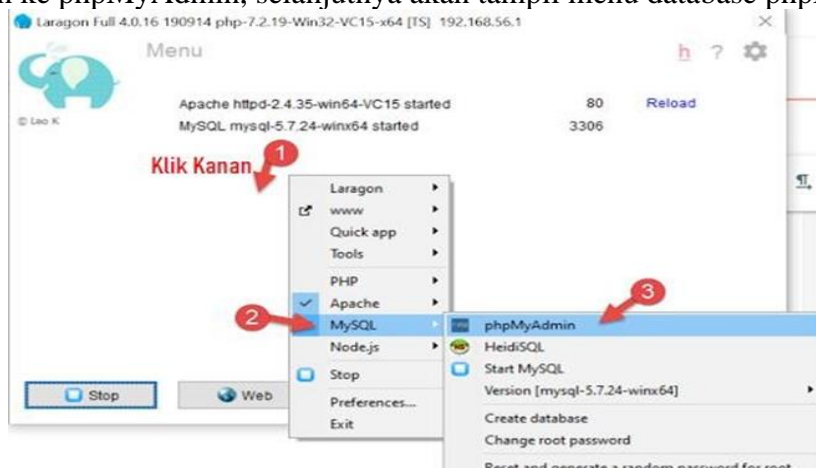 ke phpMyAdmin, selanjutnya akan tampil menu database php
Laragon Full 4.0.16 190914 php-7.2.19-Win32-VC15-x64 [TS] 192.168.56.1
Menu
h ?
© Leo K
Apache httpd-2.4.35-win64-VC15 started 80 Reload
MySQL mysql-5.7.24-winx64 started 3306
Klik Kanan 1
Laragon
www
Quick app
Tools
PHP
Apache
2 MySQL
Node.js
Stop
Preferences...
Exit
3
phpMyAdmin
HeidiSQL
Start MySQL
Version [mysql-5.7.24-winx64]
Create database
Change root password
Reset and generate a random password for root
Stop Web